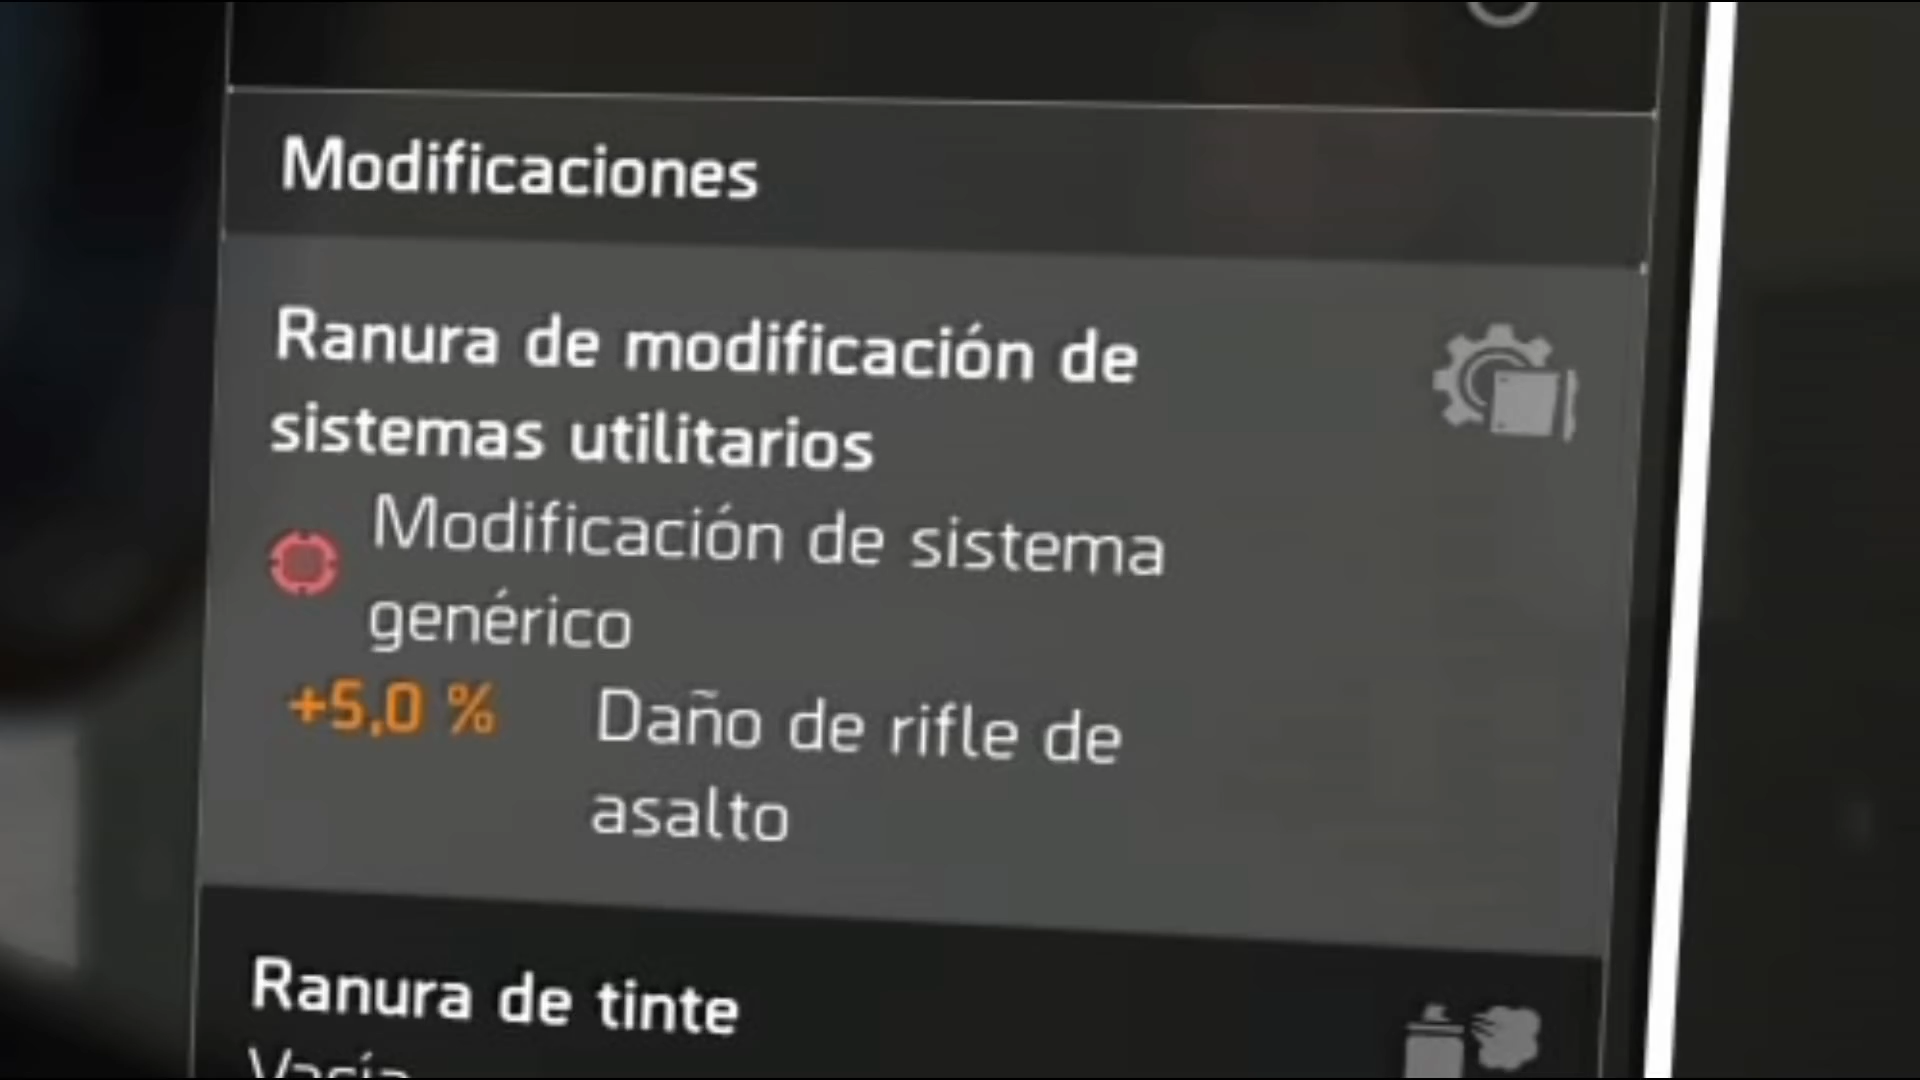 Modificaciones
Ranura de modificación de
sistemas utilitarios
Modificación de sistema
genérico
+5,0 % Daño de rifle de
asalto
Ranura de tinte
Vacía